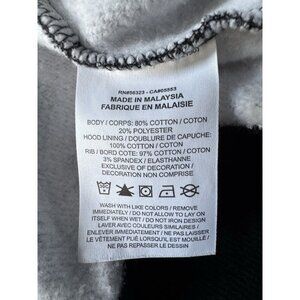 RN#56323 - CA#05553
MADE IN MALAYSIA
FABRIQUE EN MALAISIE
BODY / CORPS: 80% COTTON / COTON
20% POLYESTER
HOOD LINING / DOUBLURE DE CAPUCHE:
100% COTTON / COTON
RIB / BORD COTE: 97% COTTON / COTON
3% SPANDEX / ELASTHANNE
EXCLUSIVE OF DECORATION /
DECORATION NON COMPRISE
WASH WITH LIKE COLORS / REMOVE
IMMEDIATELY / DO NOT ALLOW TO LAY ON
ITSELF WHEN WET / DO NOT IRON DESIGN
LAVER AVEC COULEURS SIMILAIRES /
ENLEVER IMMEDIATEMENT / NE PAS LAISSER
LE VÊTEMENT PLIÉ LORSQU'IL EST MOUILLÉ
NE PAS REPASSER LE DESSIN